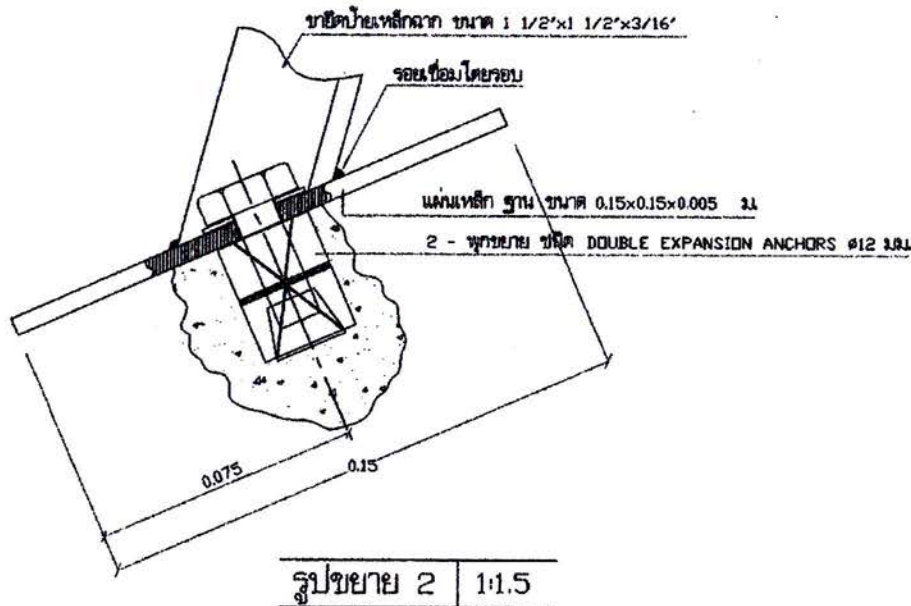 ขายึดป้ายเหล็กฉาก ขนาด 1 1/2"x1 1/2"x3/16"
รอยเชื่อมโดยรอบ
แผ่นเหล็ก ฐาน ขนาด 0.15x0.15x0.005 ม.
2 - พุกขยาย ชนิด DOUBLE EXPANSION ANCHORS ø12 ม.ม.
0.075
0.15
รูปขยาย 2 1:1.5